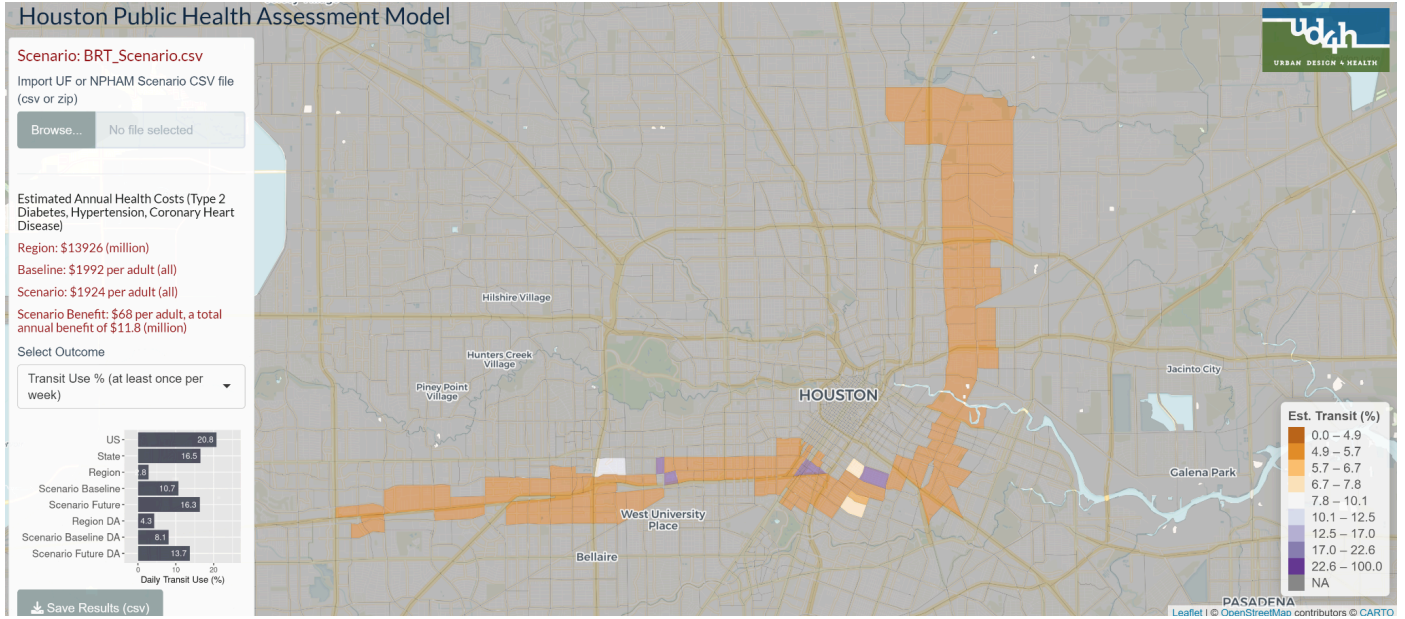 Houston Public Health Assessment Model
Scenario: BRT_Scenario.csv
Import UF or NPHAM Scenario CSV file
(csv or zip)
Browse...
No file selected
Estimated Annual Health Costs (Type 2
Diabetes, Hypertension, Coronary Heart
Disease)
Region: $13926 (million)
Baseline: $1992 per adult (all)
Scenario: $1924 per adult (all)
Scenario Benefit: $68 per adult, a total
annual benefit of $11.8 (million)
Select Outcome
Transit Use % (at least once per
week)
US 20.8
State 16.5
Region
Scenario Baseline 10.7
Scenario Future 16.3
Region DA 4.3
Scenario Baseline DA 8.1
Scenario Future DA 13.7
0 10 20
Daily Transit Use (%)
Save Results (csv)
Hilshire Village
Hunters Creek
Village
Piney Point
Village
HOUSTON
Jacinto City
Galena Park
West University
Place
Bellaire
PASADENA
ud4h
URBAN DESIGN 4 HEALTH
Est. Transit (%)
0.0 – 4.9
4.9 – 5.7
5.7 – 6.7
6.7 – 7.8
7.8 – 10.1
10.1 – 12.5
12.5 – 17.0
17.0 – 22.6
22.6 – 100.0
NA
Leaflet | © OpenStreetMap contributors © CARTO